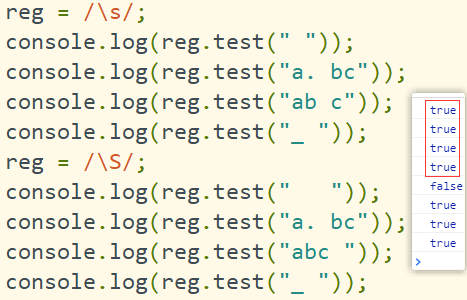 reg = /\s/;
console.log(reg.test(" "));
console.log(reg.test("a. bc"));
console.log(reg.test("ab c"));
console.log(reg.test("_ "));
reg = /\S/;
console.log(reg.test("   "));
console.log(reg.test("a. bc"));
console.log(reg.test("abc "));
console.log(reg.test("_ "));
true
true
true
true
false
true
true
true
>